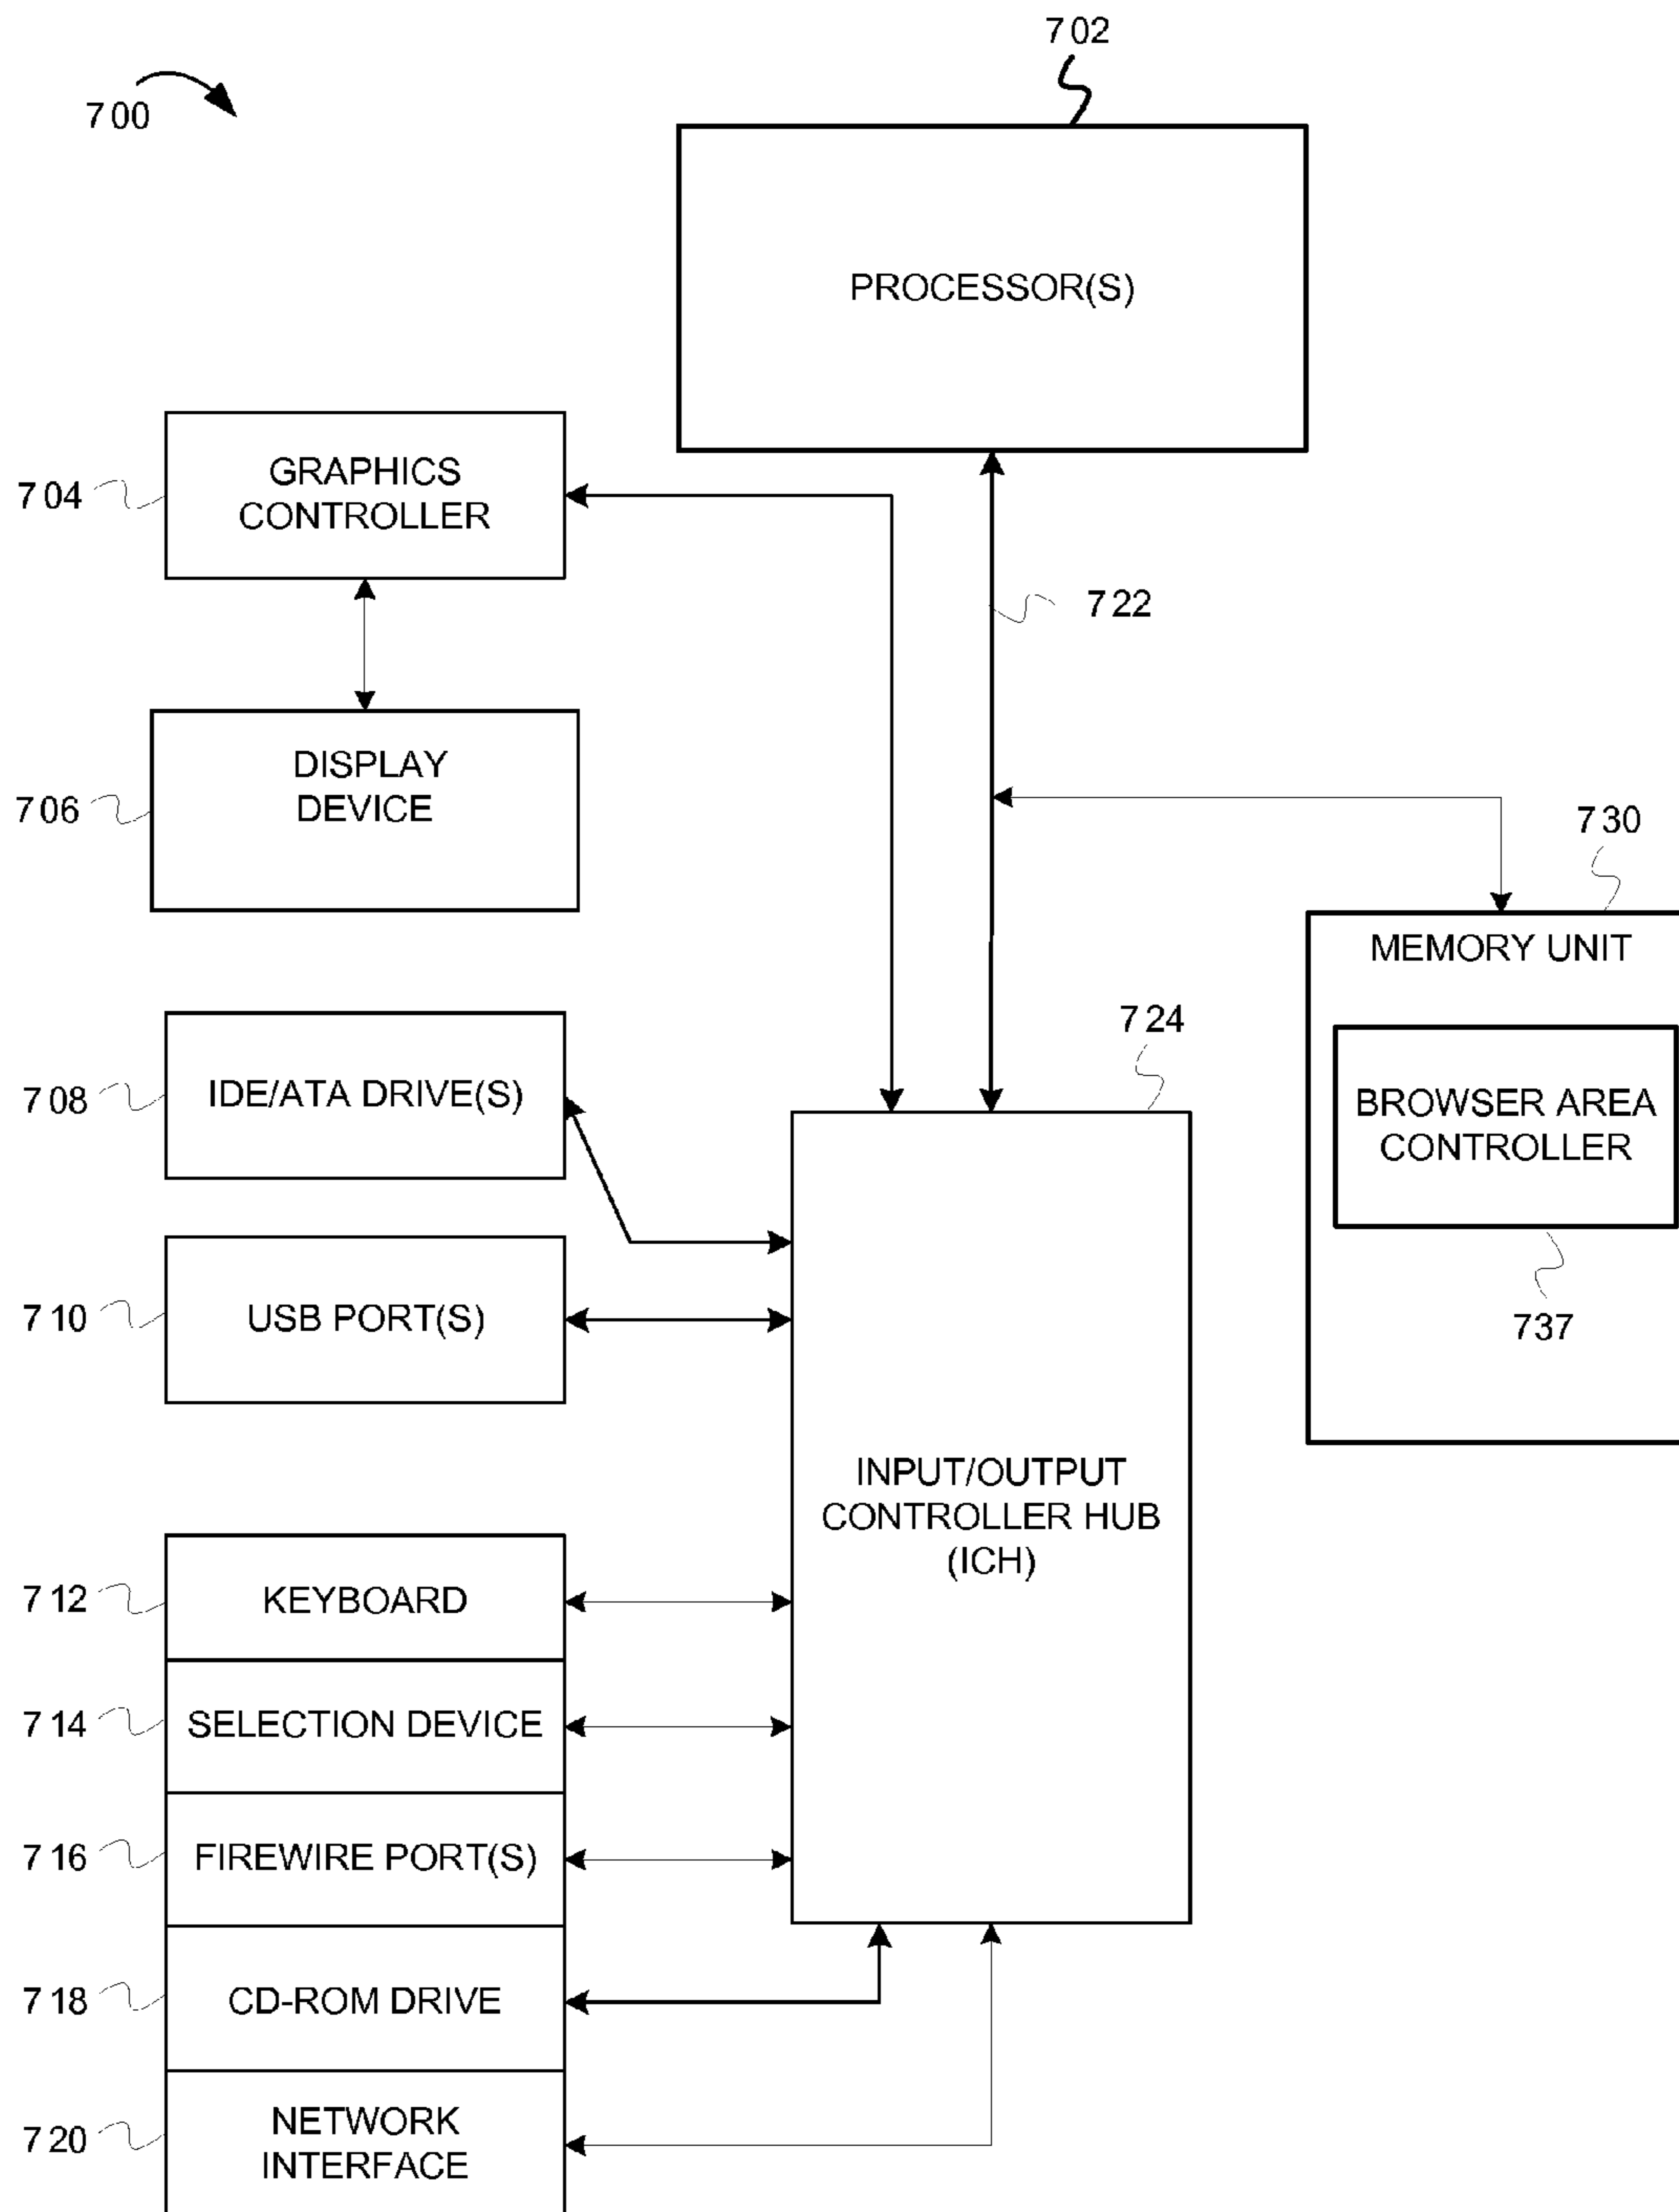 702
700
PROCESSOR(S)
GRAPHICS
CONTROLLER
704
722
DISPLAY
DEVICE
706
730
MEMORY UNIT
724
BROWSER AREA
CONTROLLER
737
IDE/ATA DRIVE(S)
708
USB PORT(S)
710
INPUT/OUTPUT
CONTROLLER HUB
(ICH)
712
KEYBOARD
714
SELECTION DEVICE
716
FIREWIRE PORT(S)
718
CD-ROM DRIVE
720
NETWORK
INTERFACE